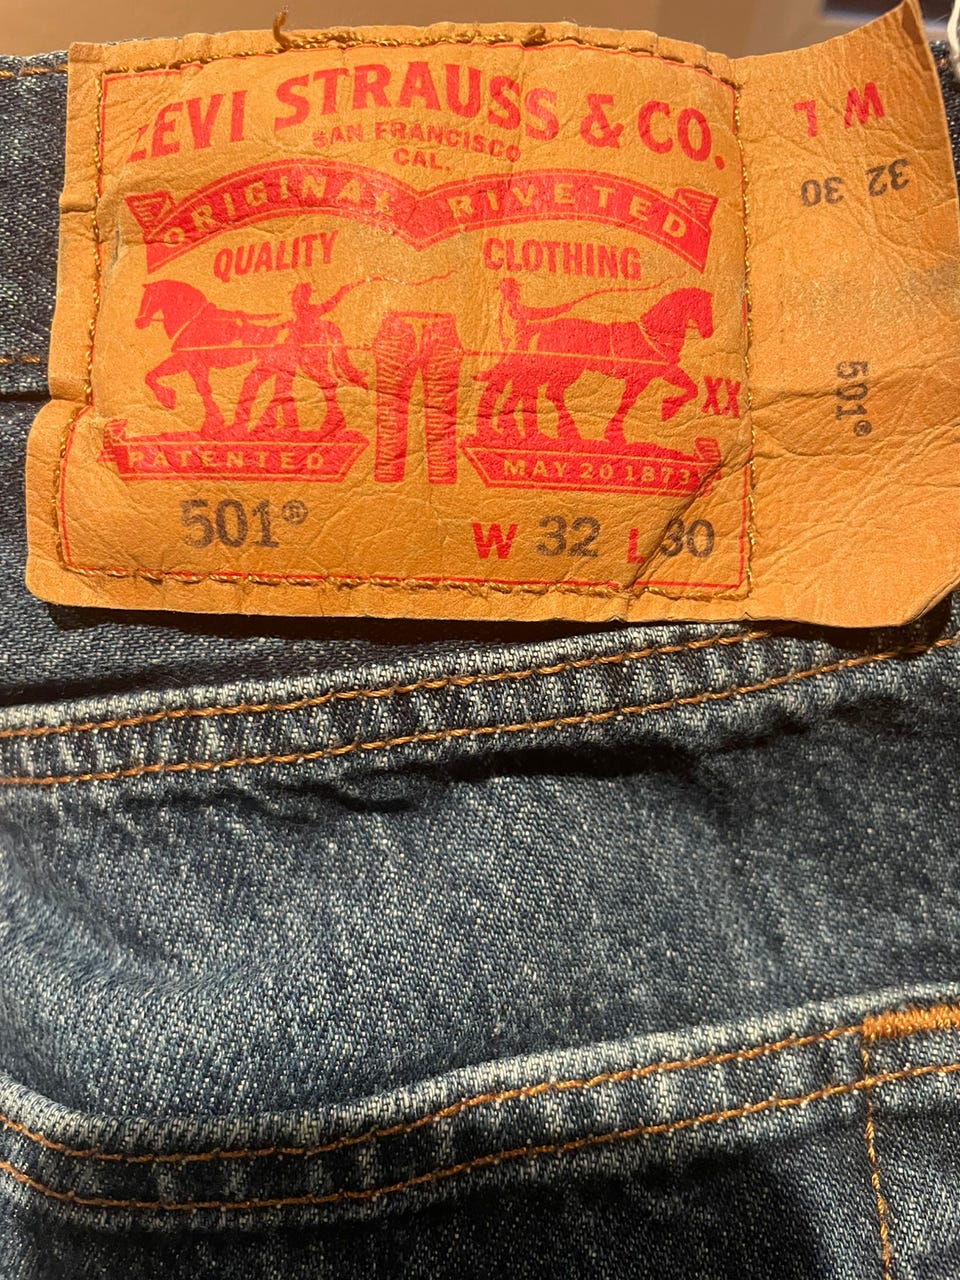 LEVI STRAUSS & CO.
SAN FRANCISCO
CAL.
ORIGINAL RIVETED
QUALITY CLOTHING
XX
PATENTED MAY 20 1873
501® W 32 L 30
W L
32 30
501®